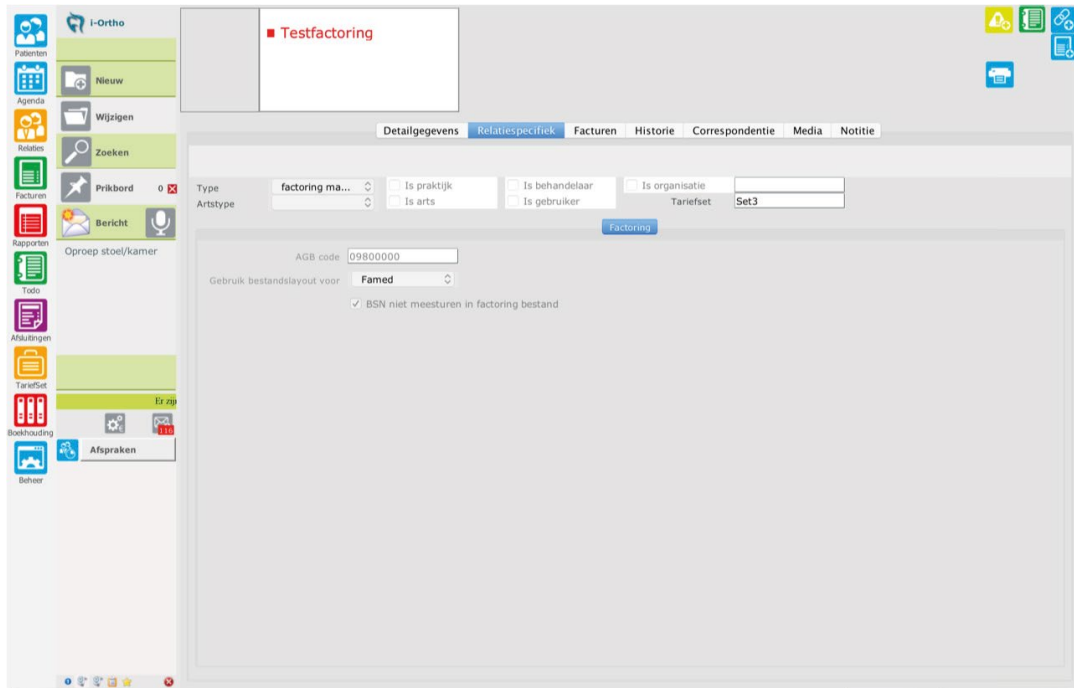 i-Ortho
Testfactoring
Patienten
Agenda
Relaties
Facturen
Rapporten
Todo
Afsluitingen
TariefSet
Boekhouding
Beheer
Nieuw
Wijzigen
Zoeken
Prikbord 0
Bericht
Oproep stoel/kamer
Er zijn
116
Afspraken
Detailgegevens Relatiespecifiek Facturen Historie Correspondentie Media Notitie
Type factoring ma... Is praktijk Is behandelaar Is organisatie
Artstype Is arts Is gebruiker Tariefset Set3
Factoring
AGB code 09800000
Gebruik bestandslayout voor Famed
BSN niet meesturen in factoring bestand